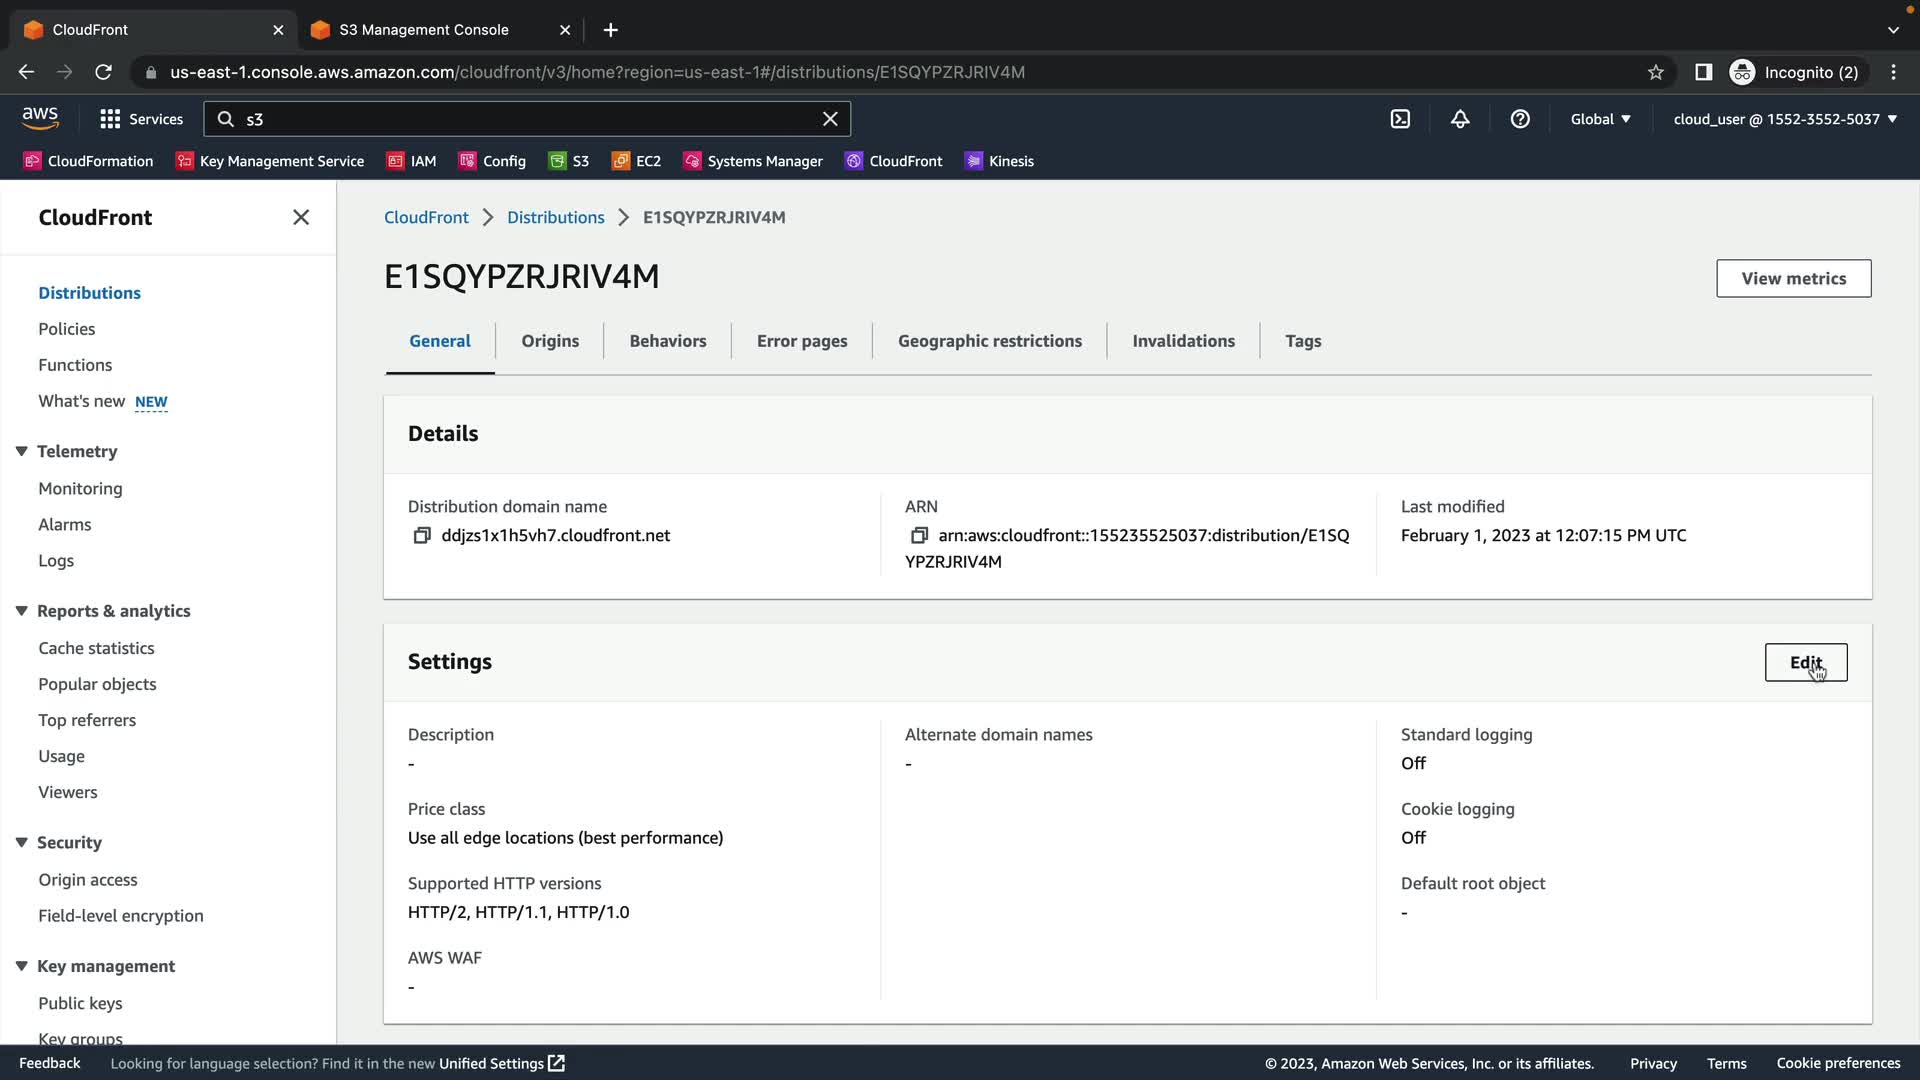 CloudFront
S3 Management Console
us-east-1.console.aws.amazon.com/cloudfront/v3/home?region=us-east-1#/distributions/E1SQYPZRJRIV4M
Incognito (2)
aws
Services
s3
Global
cloud_user @ 1552-3552-5037
CloudFormation
Key Management Service
IAM
Config
S3
EC2
Systems Manager
CloudFront
Kinesis
CloudFront
Distributions
Policies
Functions
What's new NEW
Telemetry
Monitoring
Alarms
Logs
Reports & analytics
Cache statistics
Popular objects
Top referrers
Usage
Viewers
Security
Origin access
Field-level encryption
Key management
Public keys
Key groups
CloudFront
Distributions
E1SQYPZRJRIV4M
E1SQYPZRJRIV4M
View metrics
General
Origins
Behaviors
Error pages
Geographic restrictions
Invalidations
Tags
Details
Distribution domain name
ddjzs1x1h5vh7.cloudfront.net
ARN
arn:aws:cloudfront::155235525037:distribution/E1SQ
YPZRJRIV4M
Last modified
February 1, 2023 at 12:07:15 PM UTC
Settings
Edit
Description
-
Price class
Use all edge locations (best performance)
Supported HTTP versions
HTTP/2, HTTP/1.1, HTTP/1.0
AWS WAF
-
Alternate domain names
-
Standard logging
Off
Cookie logging
Off
Default root object
-
Feedback
Looking for language selection? Find it in the new Unified Settings
© 2023, Amazon Web Services, Inc. or its affiliates.
Privacy
Terms
Cookie preferences